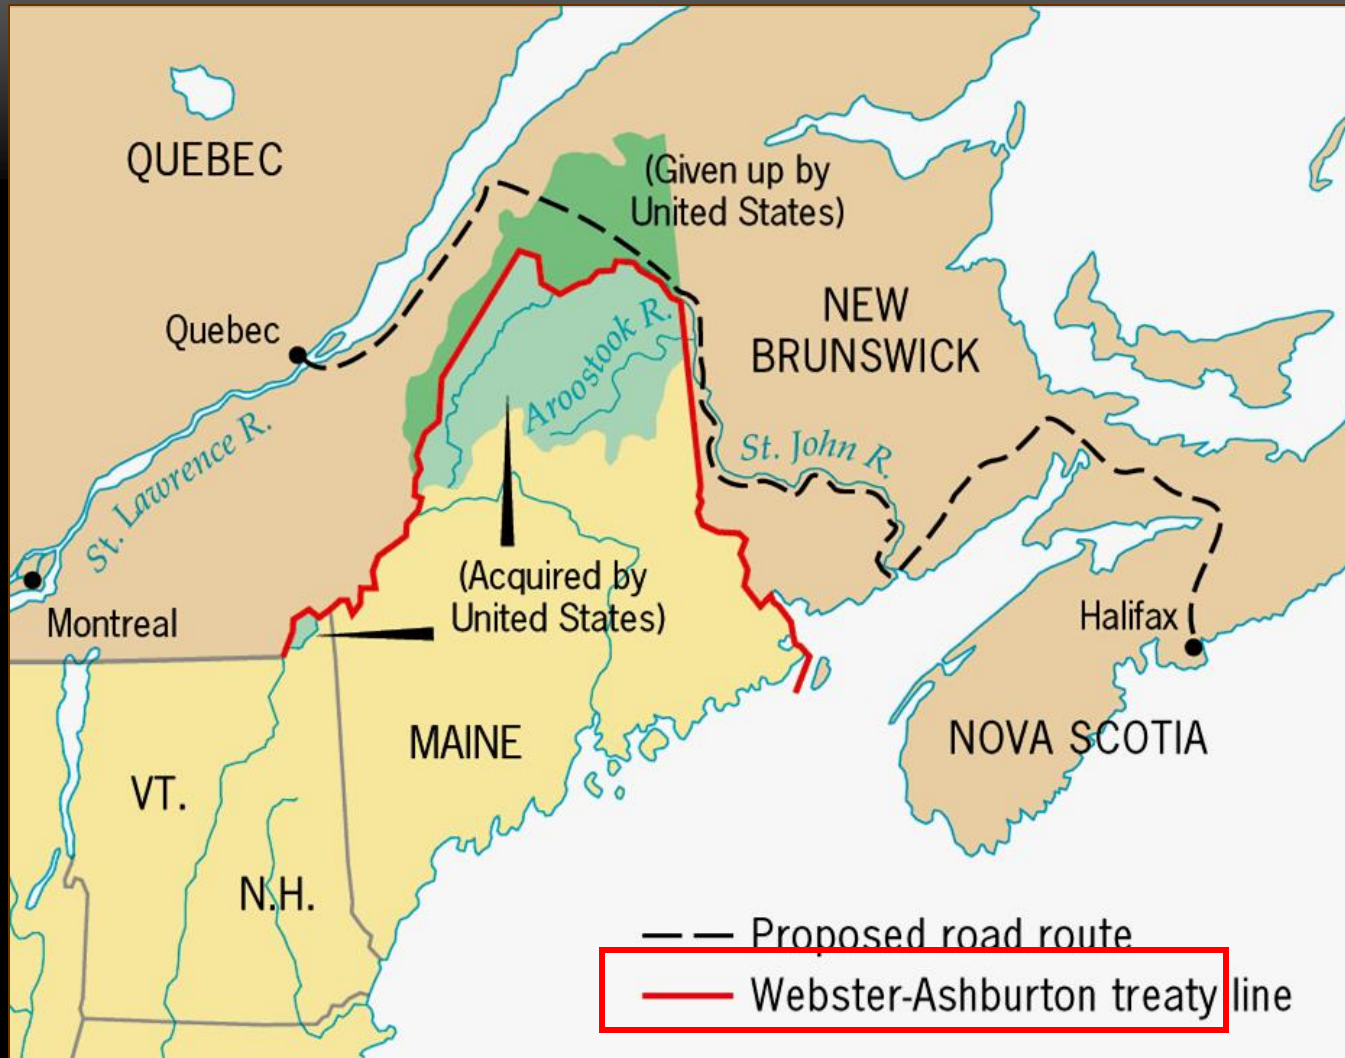 QUEBEC
(Given up by
United States)
NEW
BRUNSWICK
Quebec
Aroostook R.
St. Lawrence R.
St. John R.
(Acquired by
United States)
Montreal
Halifax
MAINE
NOVA SCOTIA
VT.
N.H.
Proposed road route
Webster-Ashburton treaty line